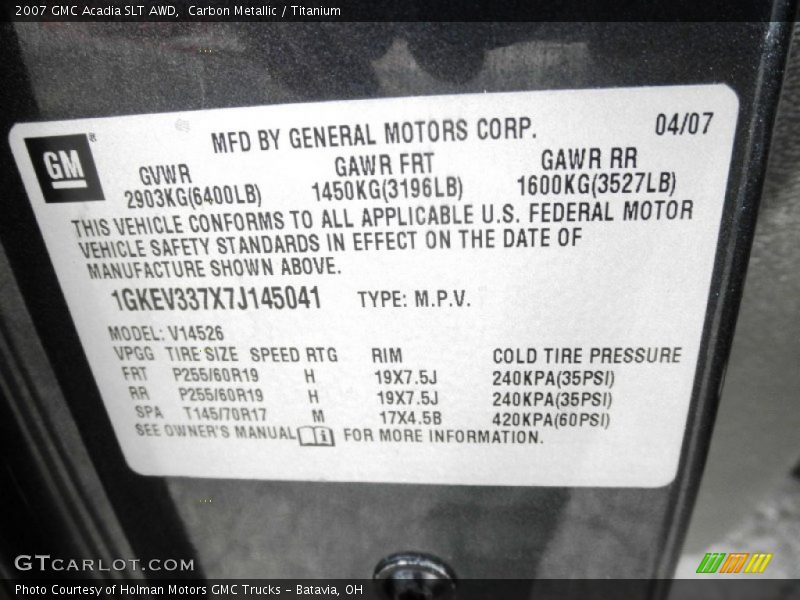 2007 GMC Acadia SLT AWD,  Carbon Metallic / Titanium
MFD BY GENERAL MOTORS CORP. 04/07
GM®
GVWR GAWR FRT GAWR RR
2903KG(6400LB) 1450KG(3196LB) 1600KG(3527LB)
THIS VEHICLE CONFORMS TO ALL APPLICABLE U.S. FEDERAL MOTOR
VEHICLE SAFETY STANDARDS IN EFFECT ON THE DATE OF
MANUFACTURE SHOWN ABOVE.
1GKEV337X7J145041 TYPE: M.P.V.
MODEL: V14526
VPGG TIRE SIZE SPEED RTG RIM COLD TIRE PRESSURE
FRT P255/60R19 H 19X7.5J 240KPA(35PSI)
RR P255/60R19 H 19X7.5J 240KPA(35PSI)
SPA T145/70R17 M 17X4.5B 420KPA(60PSI)
SEE OWNER'S MANUAL FOR MORE INFORMATION.
GTCARLOT.COM
Photo Courtesy of Holman Motors GMC Trucks - Batavia, OH